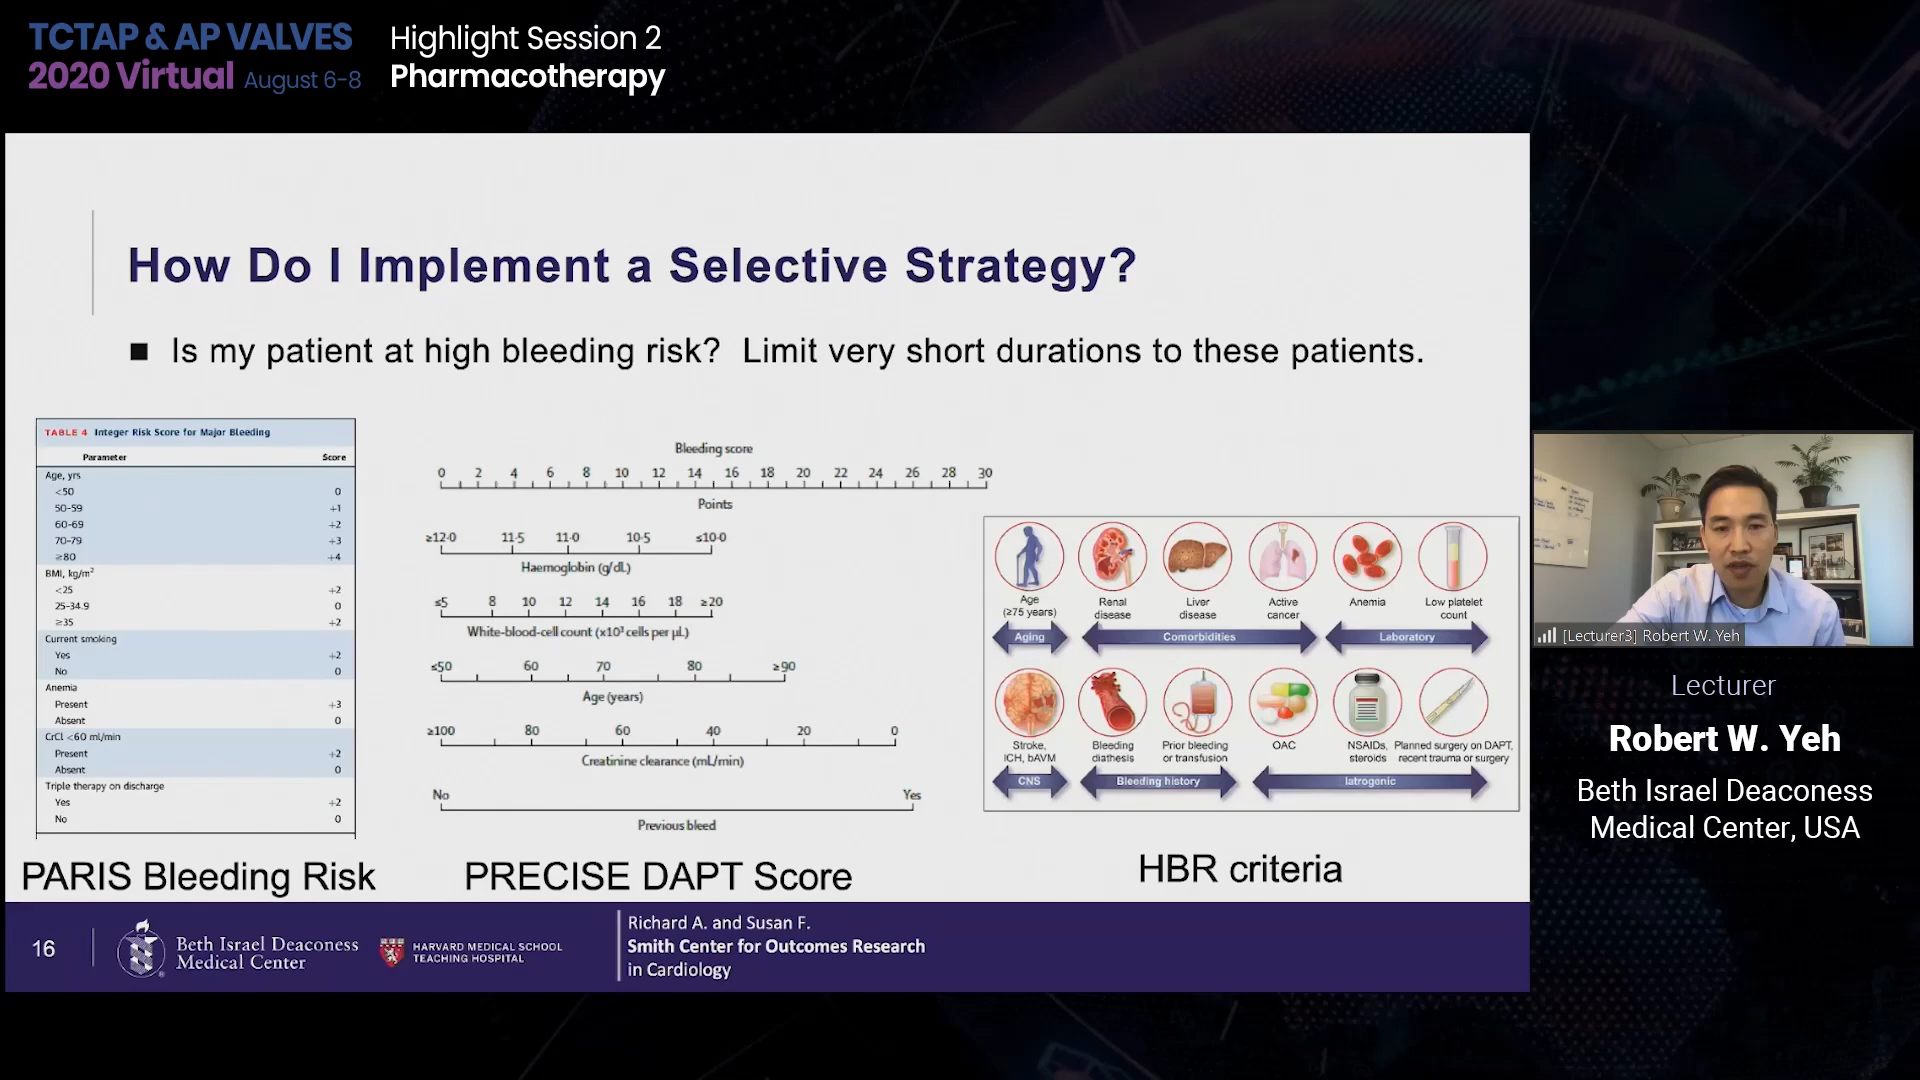 TCTAP & AP VALVES
2020 Virtual August 6-8
Highlight Session 2
Pharmacotherapy
How Do I Implement a Selective Strategy?
■ Is my patient at high bleeding risk? Limit very short durations to these patients.
TABLE 4 Integer Risk Score for Major Bleeding
Parameter Score
Age, yrs
<50 0
50-59 +1
60-69 +2
70-79 +3
≥80 +4
BMI, kg/m²
<25 +2
25-34.9 0
≥35 +2
Current smoking
Yes +2
No 0
Anemia
Present +3
Absent 0
CrCl <60 ml/min
Present +2
Absent 0
Triple therapy on discharge
Yes +2
No 0
PARIS Bleeding Risk
Bleeding score
0 2 4 6 8 10 12 14 16 18 20 22 24 26 28 30
Points
≥12·0 11·5 11·0 10·5 ≤10·0
Haemoglobin (g/dL)
≤5 8 10 12 14 16 18 ≥20
White-blood-cell count (x10³ cells per μL)
≤50 60 70 80 ≥90
Age (years)
≥100 80 60 40 20 0
Creatinine clearance (mL/min)
No Yes
Previous bleed
PRECISE DAPT Score
Age
(≥75 years)
Renal
disease
Liver
disease
Active
cancer
Anemia
Low platelet
count
Aging
Comorbidities
Laboratory
Stroke,
ICH, bAVM
Bleeding
diathesis
Prior bleeding
or transfusion
OAC
NSAIDs,
steroids
Planned surgery on DAPT,
recent trauma or surgery
CNS
Bleeding history
Iatrogenic
HBR criteria
16
Beth Israel Deaconess
Medical Center
HARVARD MEDICAL SCHOOL
TEACHING HOSPITAL
Richard A. and Susan F.
Smith Center for Outcomes Research
in Cardiology
[Lecturer3] Robert W. Yeh
Lecturer
Robert W. Yeh
Beth Israel Deaconess
Medical Center, USA